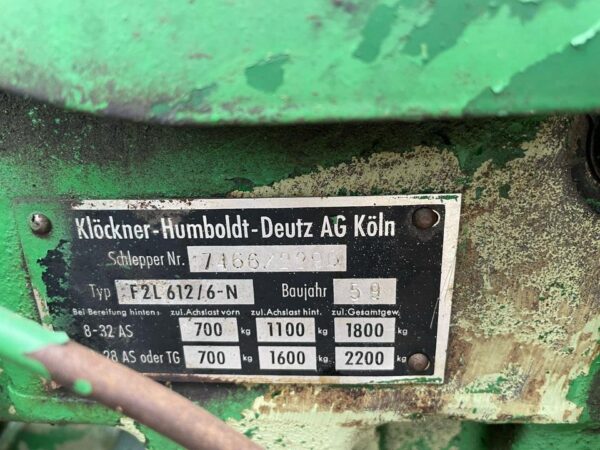 Klöckner-Humboldt-Deutz AG Köln
Schlepper Nr.
Typ F2L 612/6-N Baujahr 59
Bei Bereifung hinten: zul.Achslast vorn zul.Achslast hint. zul.Gesamtgew.
8-32 AS 700 kg 1100 kg 1800 kg
28 AS oder TG 700 kg 1600 kg 2200 kg